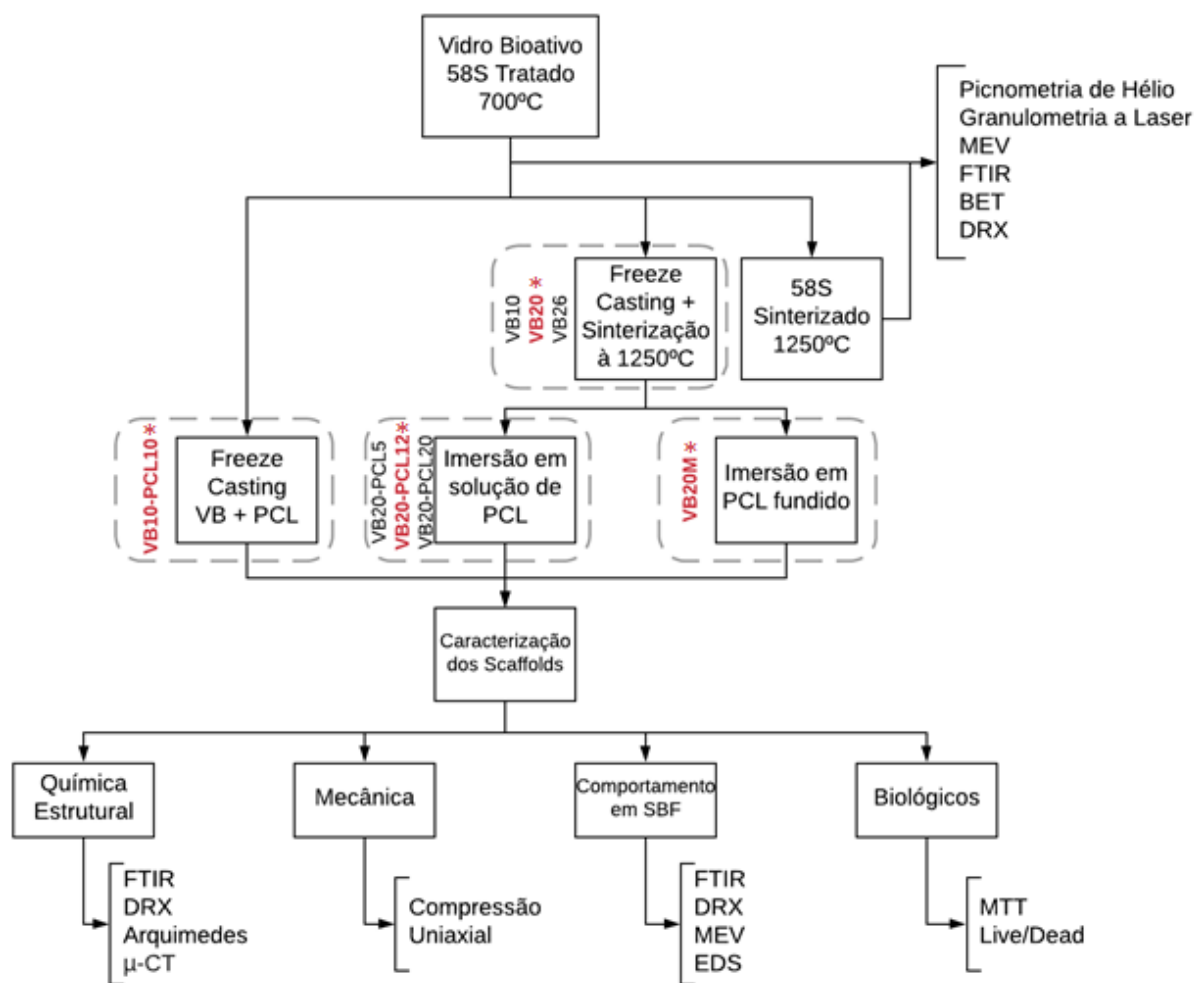 Vidro Bioativo
58S Tratado
700ºC
Picnometria de Hélio
Granulometria a Laser
MEV
FTIR
BET
DRX
VB10
VB20 *
VB26
Freeze
Casting +
Sinterização
à 1250ºC
58S
Sinterizado
1250ºC
VB10-PCL10 *
Freeze
Casting
VB + PCL
VB20-PCL5
VB20-PCL12*
VB20-PCL20
Imersão em
solução de
PCL
VB20M *
Imersão em
PCL fundido
Caracterização
dos Scaffolds
Química
Estrutural
Mecânica
Comportamento
em SBF
Biológicos
FTIR
DRX
Arquimedes
µ-CT
Compressão
Uniaxial
FTIR
DRX
MEV
EDS
MTT
Live/Dead